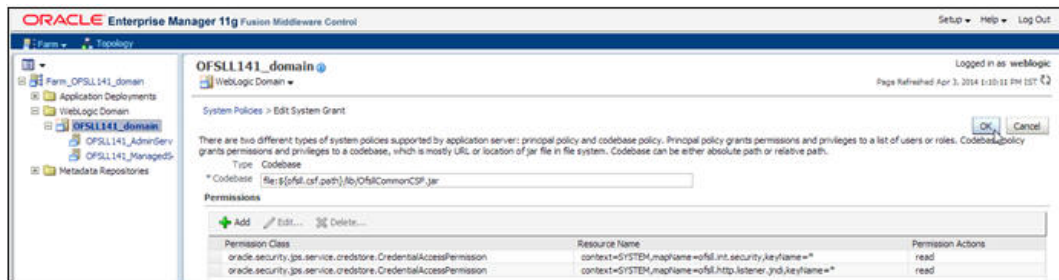 ORACLE Enterprise Manager 11g Fusion Middleware Control
Setup Help Log Out
Farm Topology
OFSLL141_domain
Logged in as weblogic
WebLogic Domain
Page Refreshed Apr 3, 2014 1:10:11 PM IST
Farm_OFSLL141_domain
Application Deployments
WebLogic Domain
OFSLL141_domain
OFSLL141_AdminServ
OFSLL141_ManagedS
Metadata Repositories
System Policies > Edit System Grant
OK Cancel
There are two different types of system policies supported by application server: principal policy and codebase policy. Principal policy grants permissions and privileges to a list of users or roles. Codebase policy
grants permissions and privileges to a codebase, which is mostly URL or location of jar file in file system. Codebase can be either absolute path or relative path.
Type Codebase
* Codebase file:${ofsll.csf.path}/lib/OfsllCommonCSF.jar
Permissions
Add Edit... Delete...
Permission Class Resource Name Permission Actions
oracle.security.jps.service.credstore.CredentialAccessPermission context=SYSTEM,mapName=ofsll.int.security,keyName=* read
oracle.security.jps.service.credstore.CredentialAccessPermission context=SYSTEM,mapName=ofsll.http.listener.jndi,keyName=* read